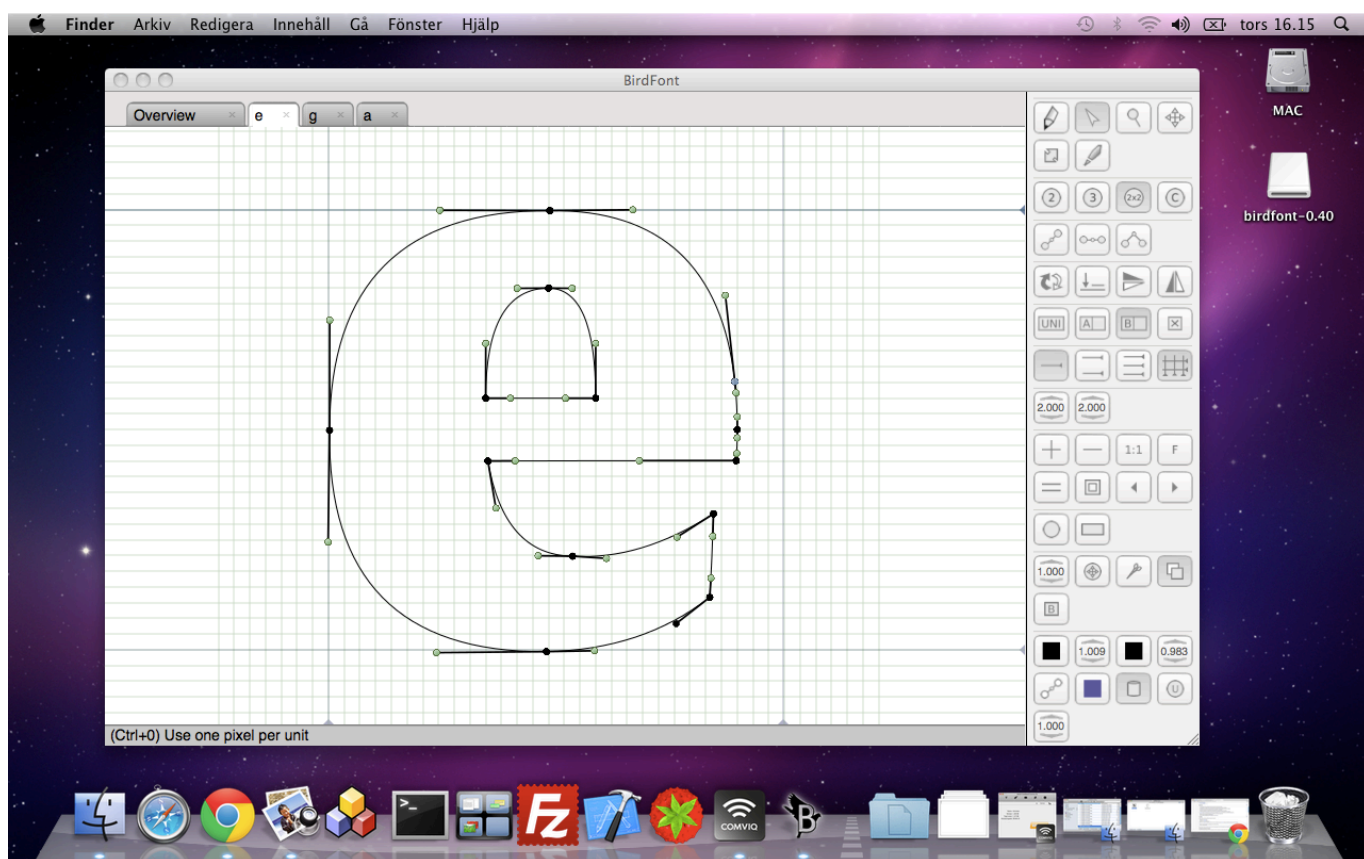 Finder Arkiv Redigera Innehåll Gå Fönster Hjälp tors 16.15
BirdFont
Overview e g a
MAC
birdfont-0.40
2 3 2x2 C
UNI A B
2.000 2.000
1:1 F
1.000
B
1.009 0.983
U
1.000
(Ctrl+0) Use one pixel per unit
>_
Fz
COMVIQ
B